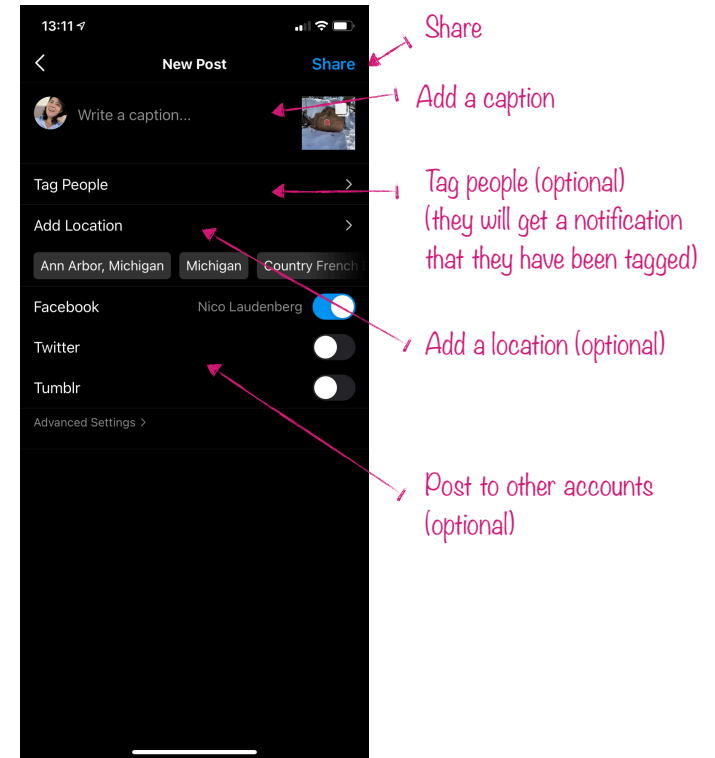 13:11
New Post
Share
Write a caption...
Tag People
Add Location
Ann Arbor, Michigan
Michigan
Country French
Facebook
Nico Laudenberg
Twitter
Tumblr
Advanced Settings
Share
Add a caption
Tag people (optional)
(they will get a notification
that they have been tagged)
Add a location (optional)
Post to other accounts
(optional)